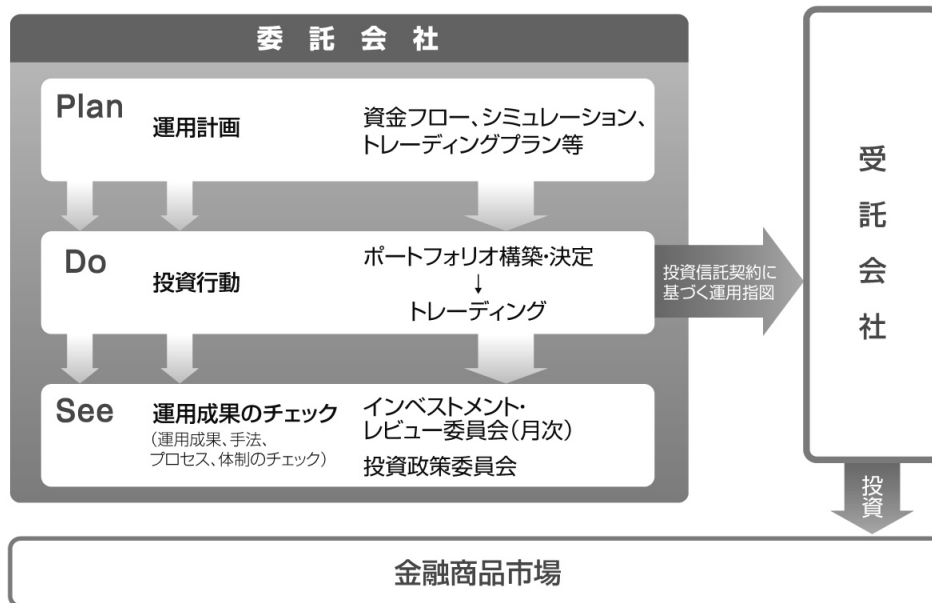 委託会社
Plan
運用計画
資金フロー、シミュレーション、
トレーディングプラン等
Do
投資行動
ポートフォリオ構築・決定
↓
トレーディング
投資信託契約に
基づく運用指図
受託会社
See
運用成果のチェック
(運用成果、手法、
プロセス、体制のチェック)
インベストメント・
レビュー委員会(月次)
投資政策委員会
投資
金融商品市場